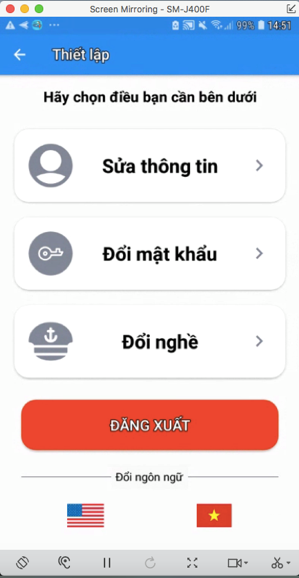 Screen Mirroring - SM-J400F
99% 14:51
Thiết lập
Hãy chọn điều bạn cần bên dưới
Sửa thông tin
Đổi mật khẩu
Đổi nghề
ĐĂNG XUẤT
Đổi ngôn ngữ